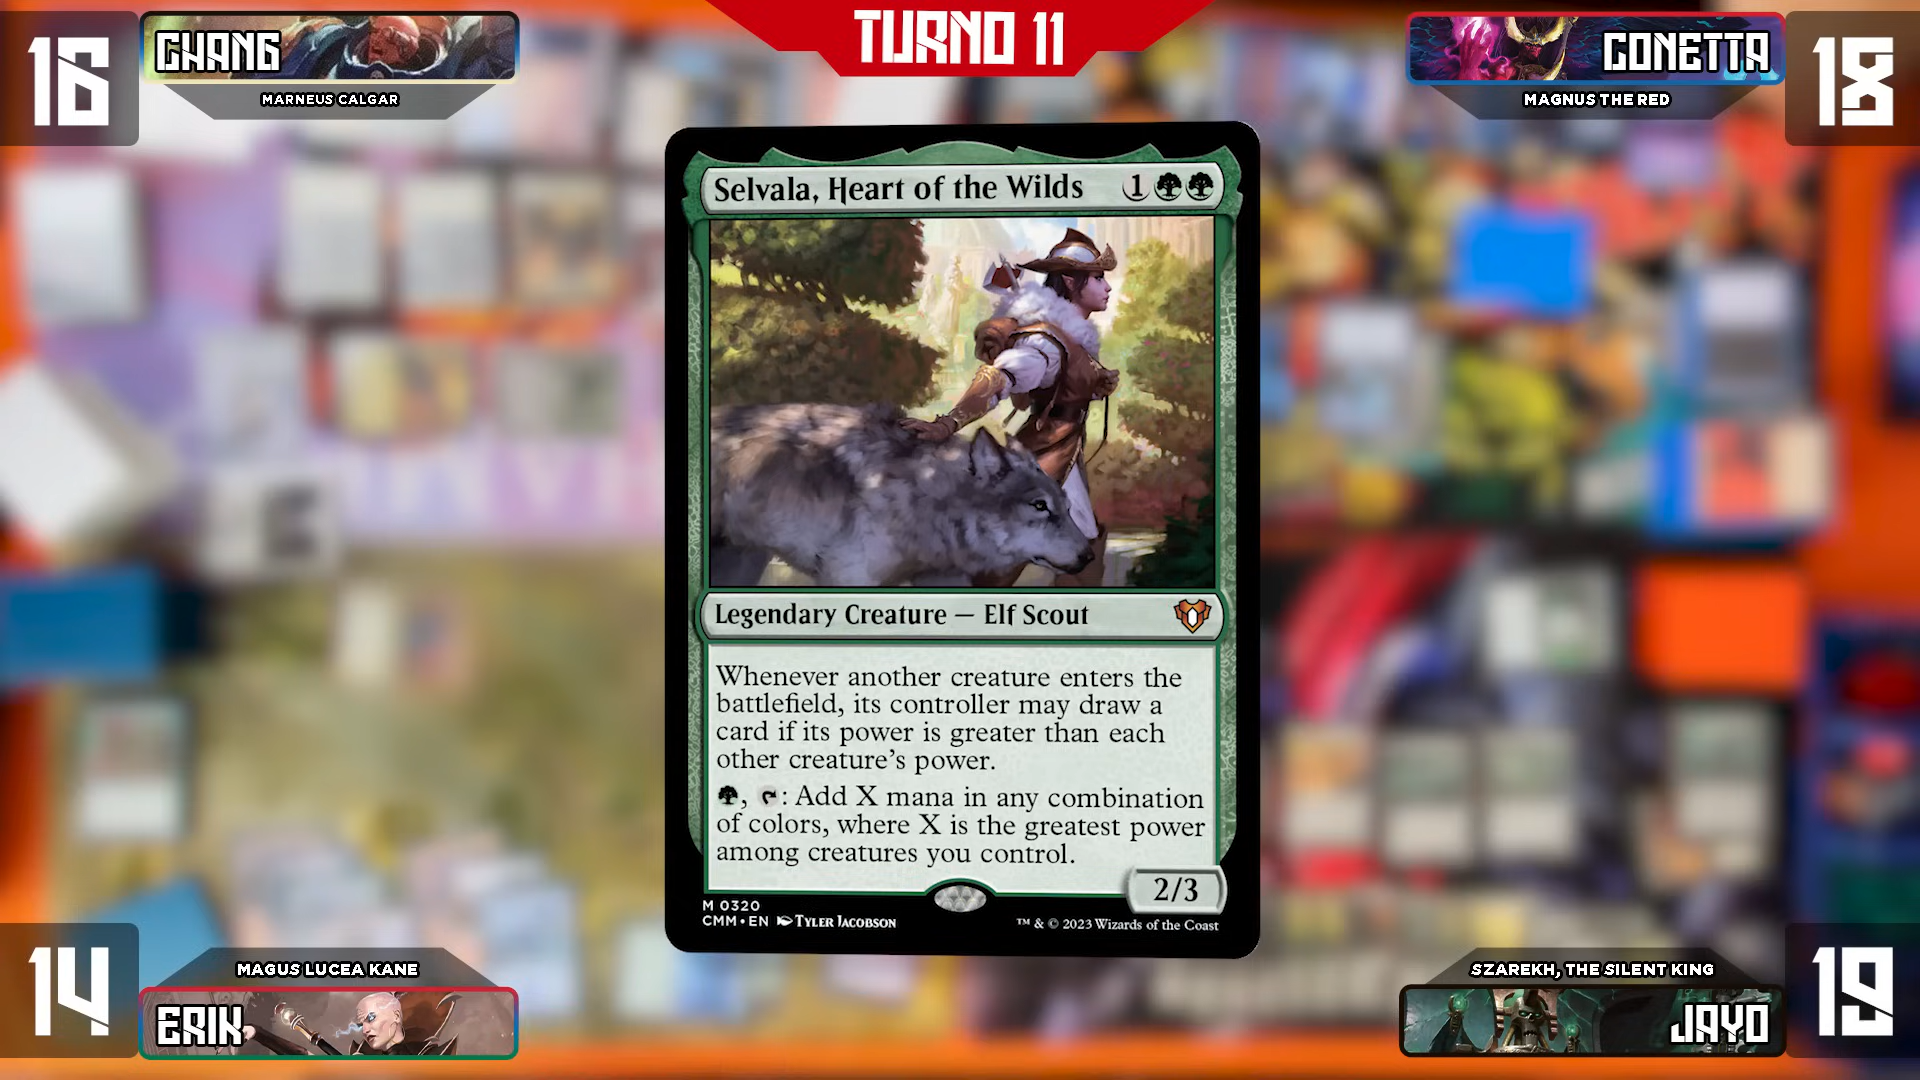 16
CHANG
MARNEUS CALGAR
TURNO 11
GONETTA
MAGNUS THE RED
18
Selvala, Heart of the Wilds 1
Legendary Creature — Elf Scout
Whenever another creature enters the
battlefield, its controller may draw a
card if its power is greater than each
other creature's power.
, : Add X mana in any combination
of colors, where X is the greatest power
among creatures you control.
2/3
M 0320
CMM • EN TYLER JACOBSON
™ & © 2023 Wizards of the Coast
14
MAGUS LUCEA KANE
ERIK
SZAREKH, THE SILENT KING
JAYO
19